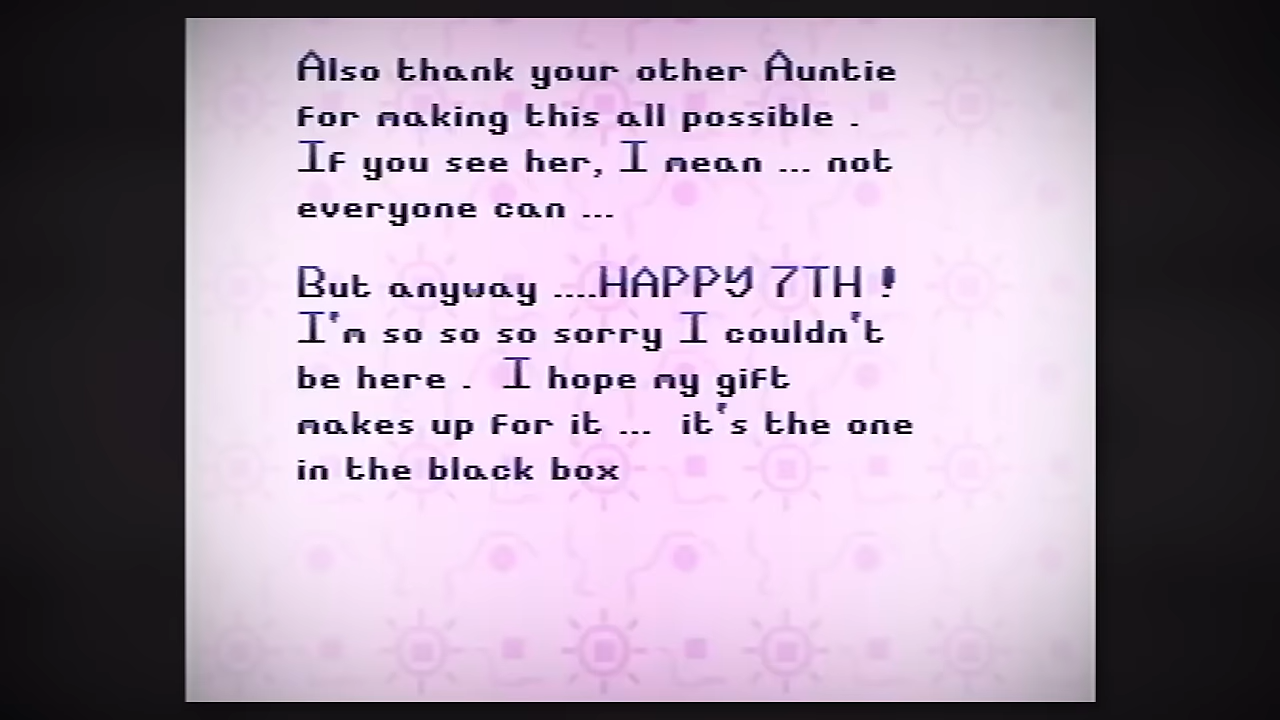 Also thank your other Auntie
for making this all possible .
If you see her, I mean ... not
everyone can ...
But anyway ....HAPPY 7TH !
I'm so so so sorry I couldn't
be here .  I hope my gift
makes up for it ...  it's the one
in the black box